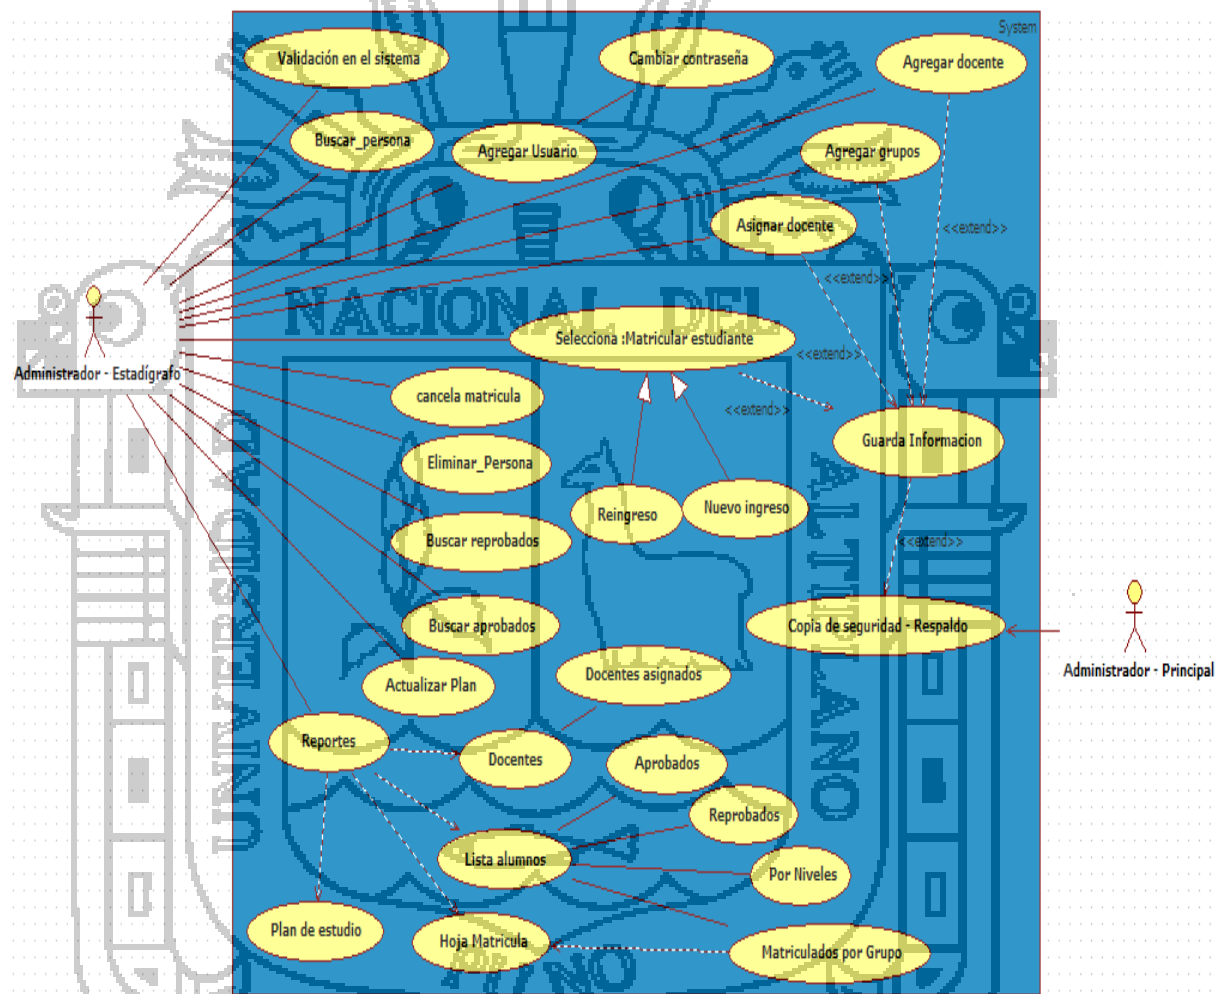 System
Validación en el sistema
Cambiar contraseña
Agregar docente
Buscar_persona
Agregar Usuario
Agregar grupos
Asignar docente
<<extend>>
<<extend>>
NACIONAL DEL
Selecciona :Matricular estudiante
<<extend>>
Administrador - Estadígrafo
cancela matricula
<<extend>>
Guarda Informacion
Eliminar_Persona
Reingreso
Nuevo ingreso
Buscar reprobados
<<extend>>
Buscar aprobados
Copia de seguridad - Respaldo
Administrador - Principal
Docentes asignados
Actualizar Plan
Reportes
Docentes
Aprobados
Reprobados
Lista alumnos
Por Niveles
Plan de estudio
Hoja Matricula
Matriculados por Grupo
UNIVERSIDAD
ALTIPLANO